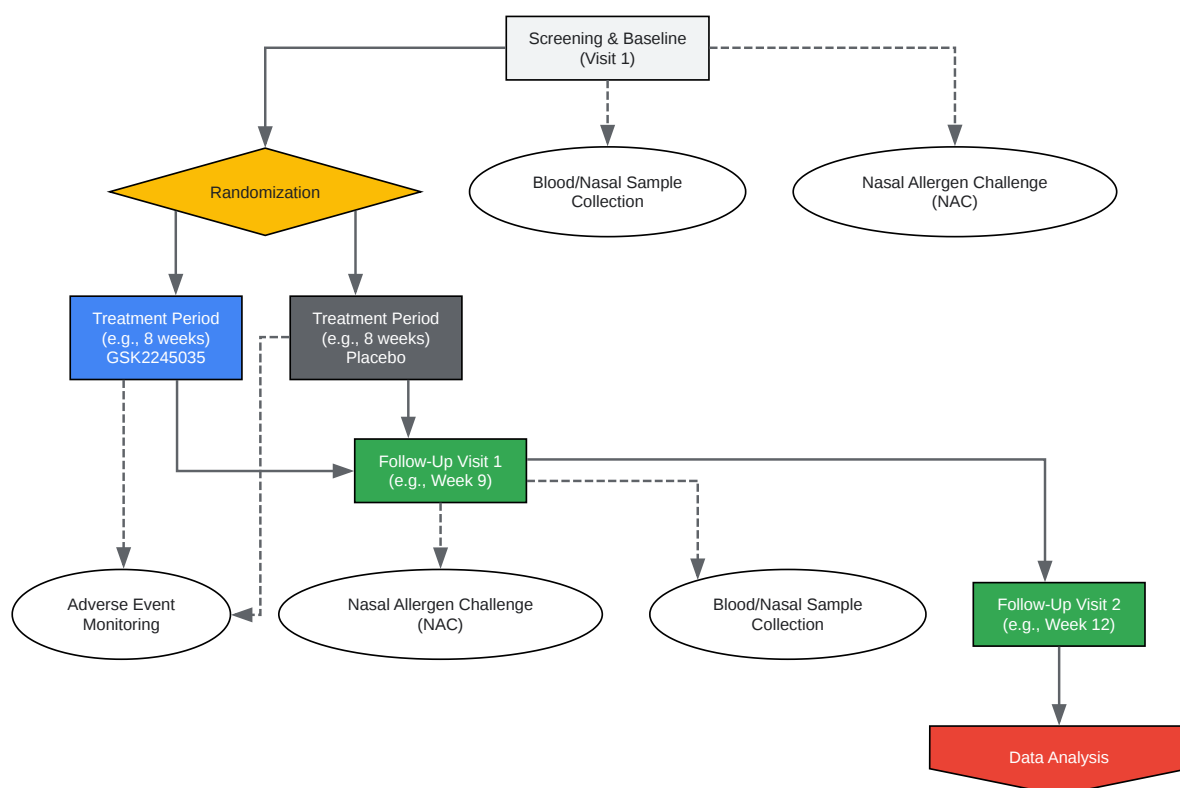 Screening & Baseline
(Visit 1)
Randomization
Blood/Nasal Sample
Collection
Nasal Allergen Challenge
(NAC)
Treatment Period
(e.g., 8 weeks)
GSK2245035
Treatment Period
(e.g., 8 weeks)
Placebo
Follow-Up Visit 1
(e.g., Week 9)
Adverse Event
Monitoring
Nasal Allergen Challenge
(NAC)
Blood/Nasal Sample
Collection
Follow-Up Visit 2
(e.g., Week 12)
Data Analysis